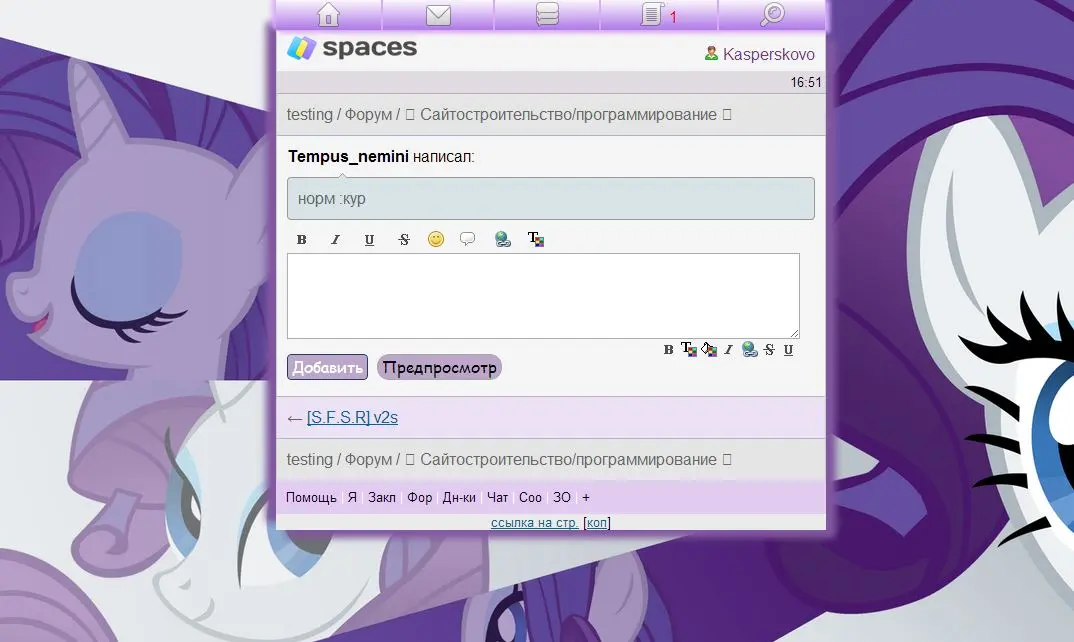 1
spaces
Kasperskovo
16:51
testing / Форум / Сайтостроительство/программирование
Tempus_nemini написал:
норм :кур
B I U S T
B T I S U
Добавить Предпросмотр
← [S.F.S.R] v2s
testing / Форум / Сайтостроительство/программирование
Помощь | Я | Закл | Фор | Дн-ки | Чат | Соо | ЗО | +
ссылка на стр. [коп]